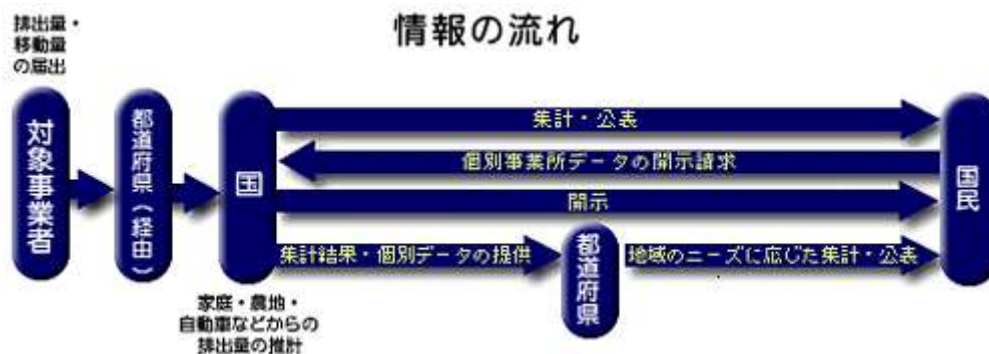 情報の流れ
排出量・
移動量
の届出
対象事業者
都道府県（経由）
国
集計・公表
個別事業所データの開示請求
開示
集計結果・個別データの提供
都道府県
地域のニーズに応じた集計・公表
国民
家庭・農地・
自動車などからの
排出量の推計